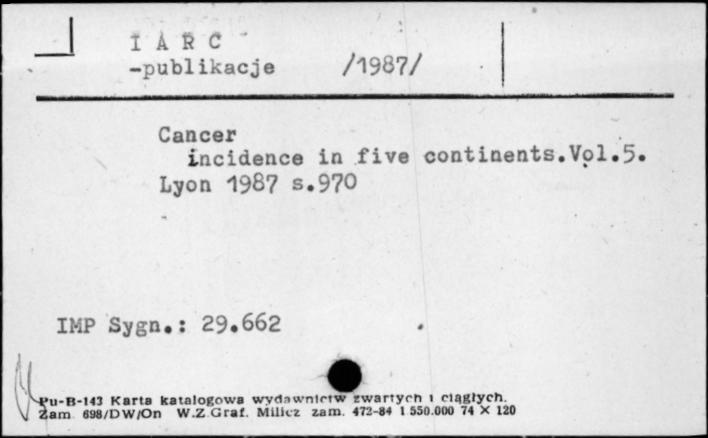 I A R C
-publikacje /1987/
Cancer
incidence in five continents.Vol.5.
Lyon 1987 s.970
IMP Sygn.: 29.662
Pu-B-143 Karta katalogowa wydawnictw zwartych i ciągłych.
Zam 698/DW/On W.Z.Graf. Milicz zam. 472-84 1 550.000 74 X 120